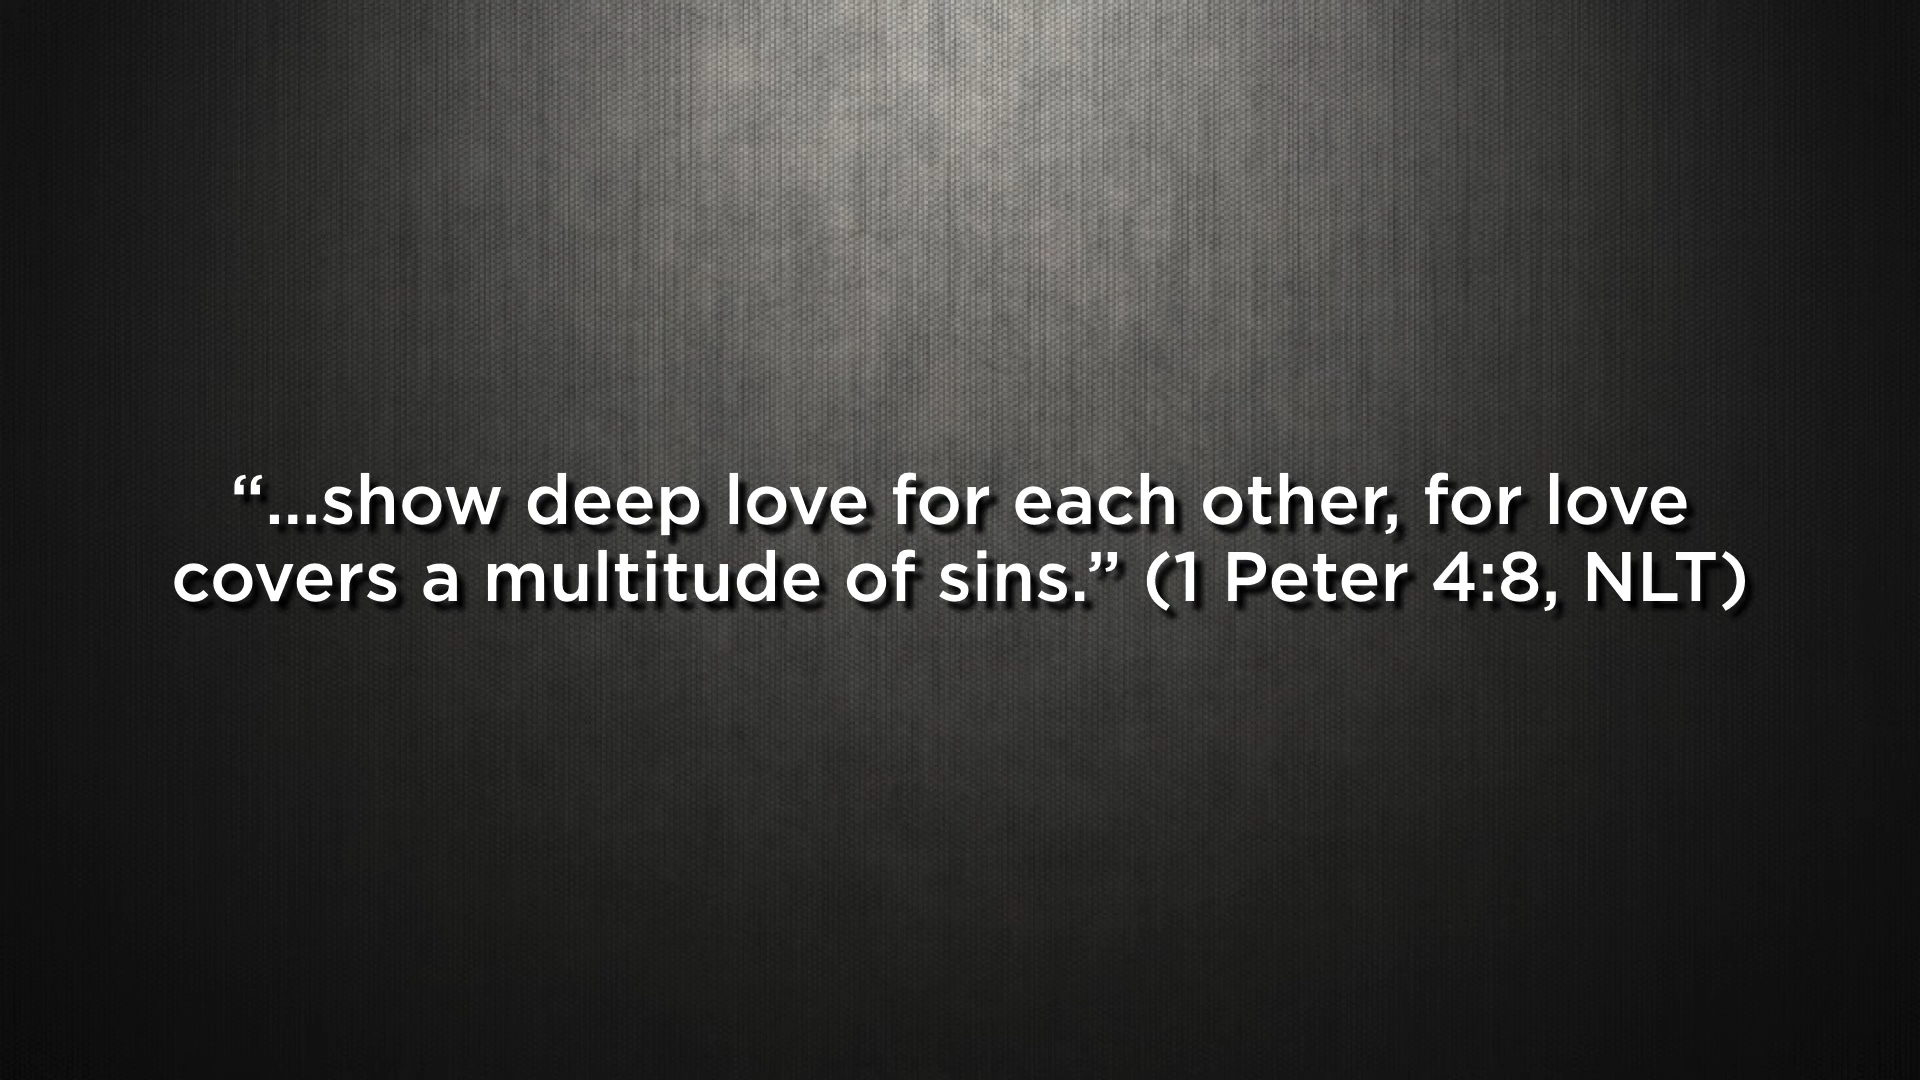 “...show deep love for each other, for love
covers a multitude of sins.” (1 Peter 4:8, NLT)